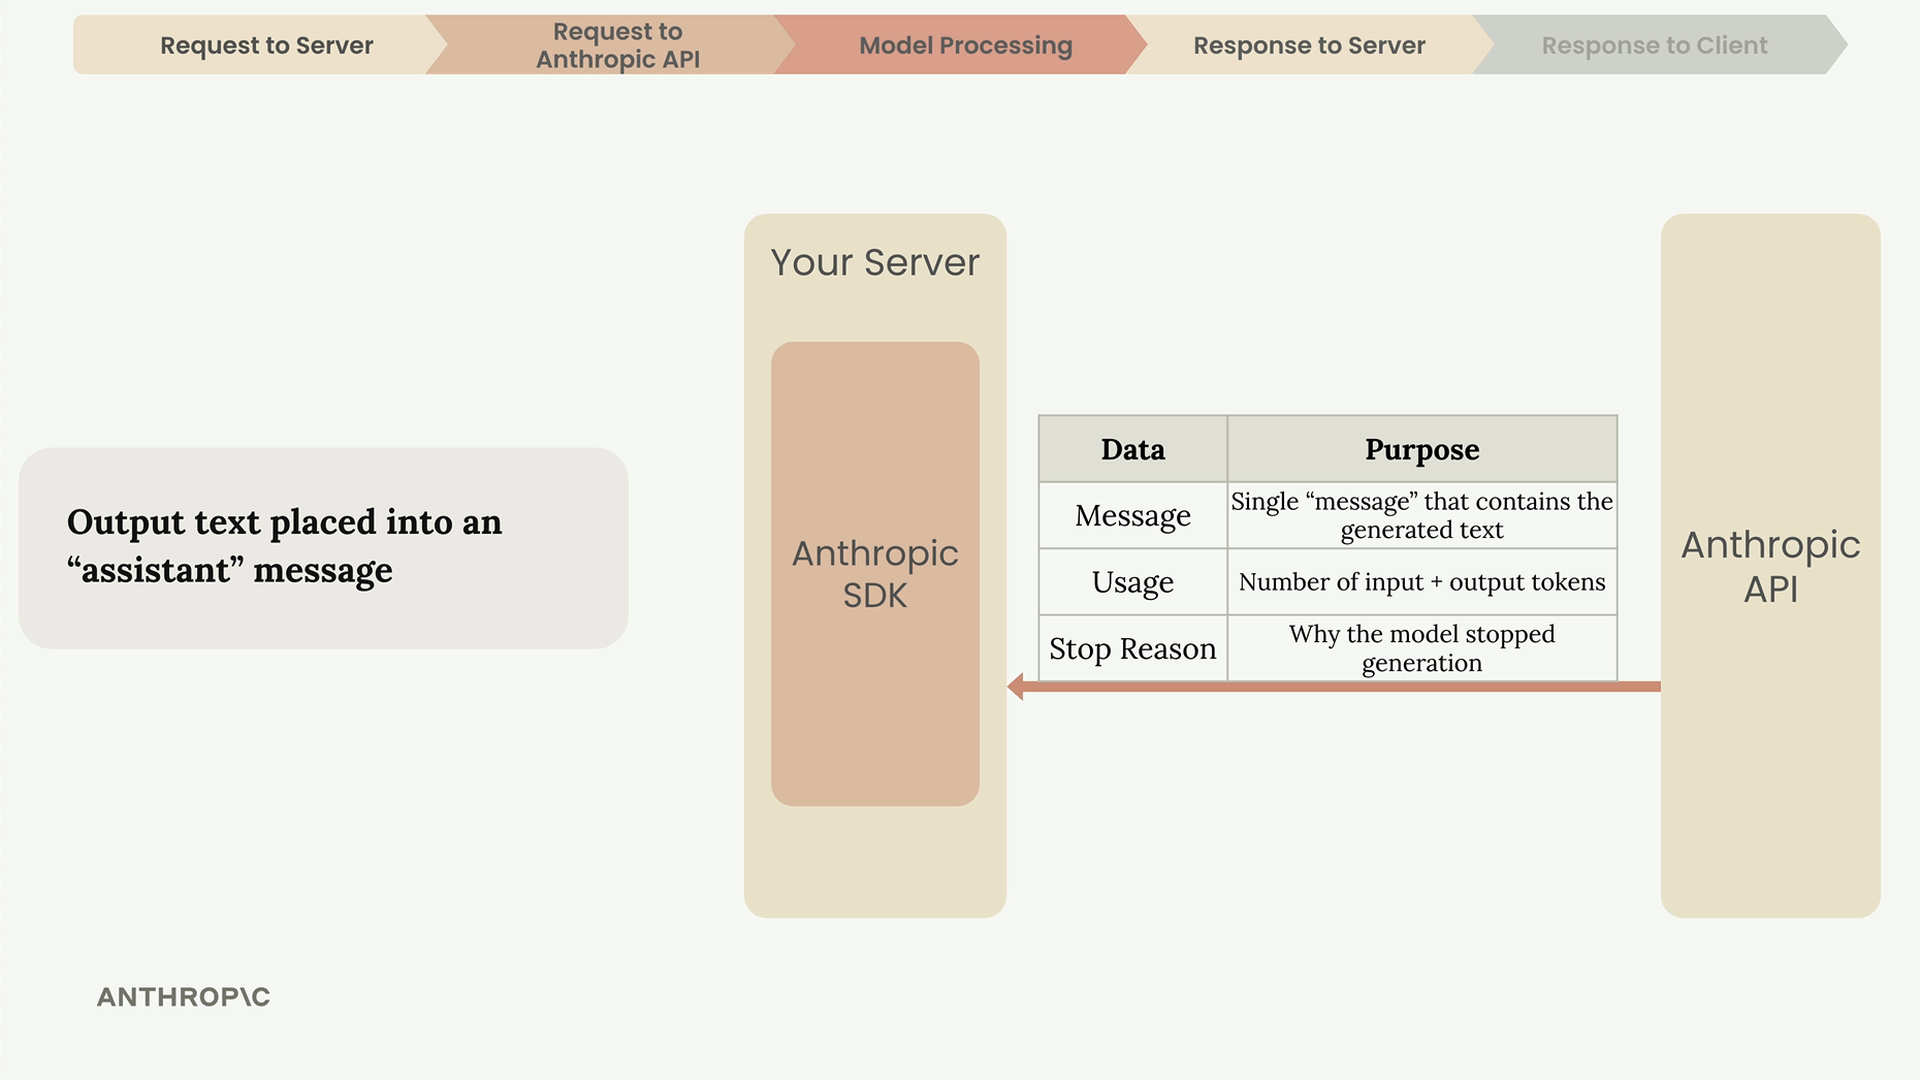 Request to Server
Request to
Anthropic API
Model Processing
Response to Server
Response to Client
Your Server
Anthropic
SDK
Output text placed into an
“assistant” message
Data
Purpose
Message
Single “message” that contains the
generated text
Usage
Number of input + output tokens
Stop Reason
Why the model stopped
generation
Anthropic
API
ANTHROP\C